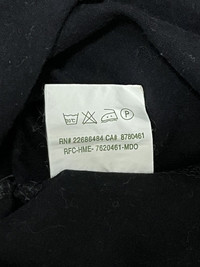 P
RN# 22686484 CA# 8780461
RFC-HME- 7620461-MDO